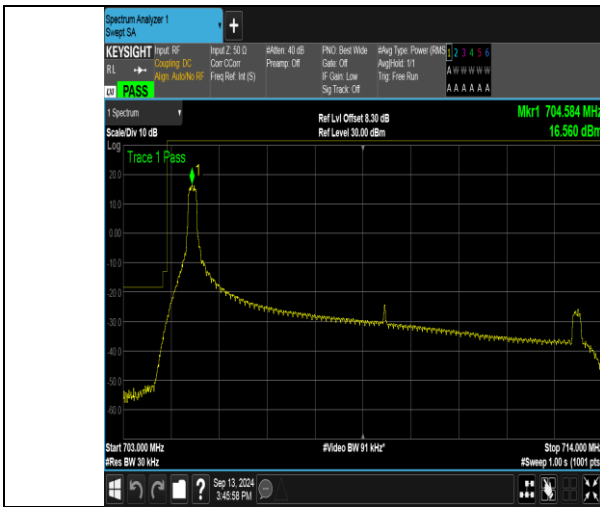 Spectrum Analyzer 1
Swept SA
+
KEYSIGHT Input: RF Input Z: 50 Ω #Atten: 40 dB PNO: Best Wide #Avg Type: Power (RMS 1 2 3 4 5 6
RL Coupling: DC Corr CCorr Preamp: Off Gate: Off Avg|Hold: 1/1 A W W W W W
Align: Auto/No RF Freq Ref: Int (S) IF Gain: Low Trig: Free Run
LXI PASS Sig Track: Off A A A A A A
1 Spectrum Ref Lvl Offset 8.30 dB Mkr1 704.584 MHz
Scale/Div 10 dB Ref Level 30.00 dBm 16.560 dBm
Log
Trace 1 Pass
1
20.0
10.0
0.00
-10.0
-20.0
-30.0
-40.0
-50.0
-60.0
Start 703.000 MHz #Video BW 91 kHz* Stop 714.000 MHz
#Res BW 30 kHz #Sweep 1.00 s (1001 pts
? Sep 13, 2024
3:45:58 PM